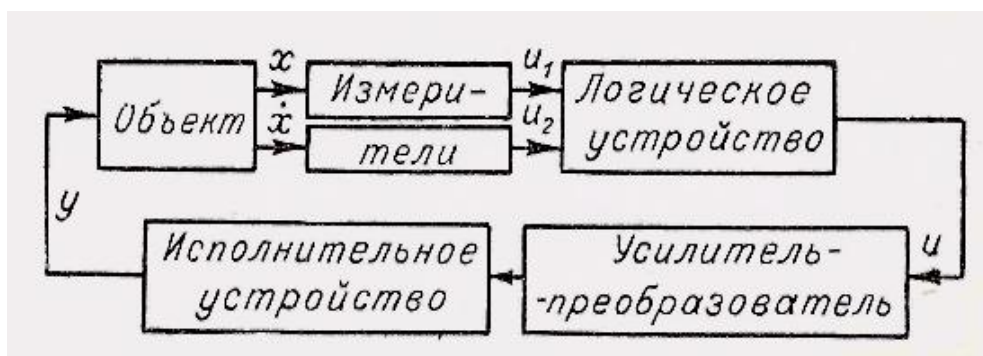 Объект
x
ẋ
Измери-
тели
u₁
u₂
Логическое
устройство
u
Усилитель-
-преобразователь
Исполнительное
устройство
y